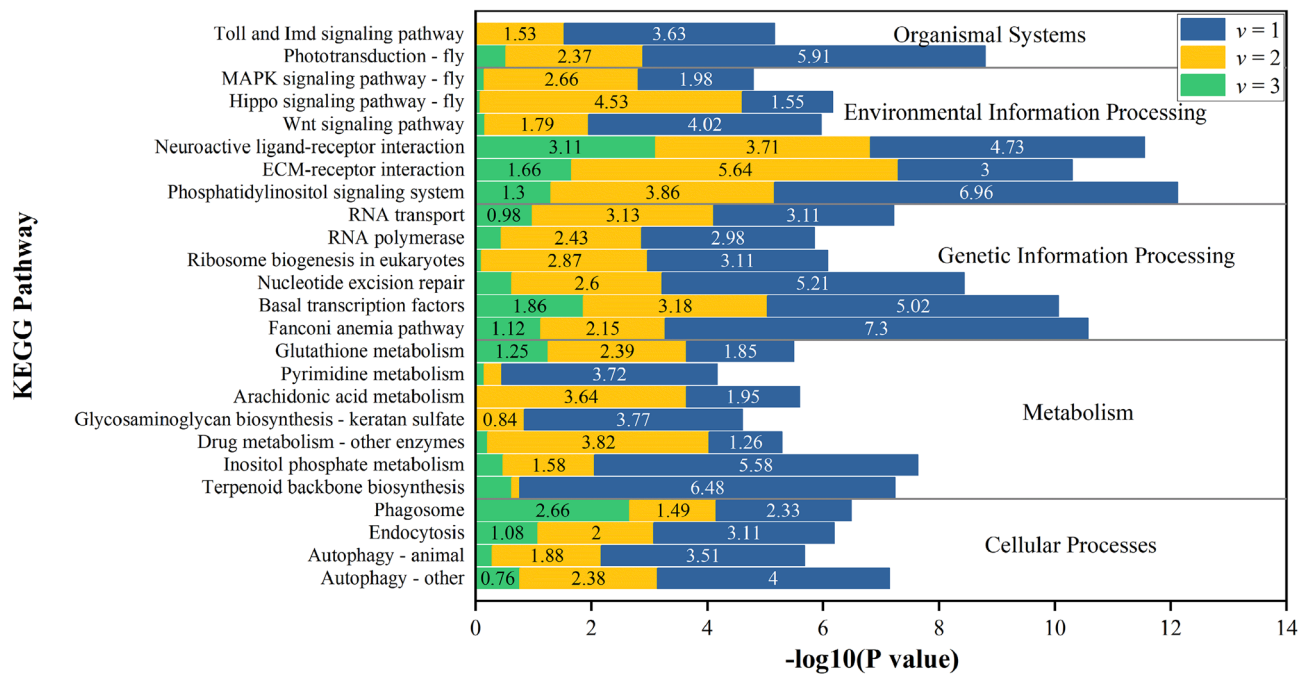 Toll and Imd signaling pathway 1.53 3.63 Organismal Systems v = 1
Phototransduction - fly 2.37 5.91 v = 2
MAPK signaling pathway - fly 2.66 1.98 v = 3
Hippo signaling pathway - fly 4.53 1.55 Environmental Information Processing
Wnt signaling pathway 1.79 4.02
Neuroactive ligand-receptor interaction 3.11 3.71 4.73
ECM-receptor interaction 1.66 5.64 3
Phosphatidylinositol signaling system 1.3 3.86 6.96
RNA transport 0.98 3.13 3.11
RNA polymerase 2.43 2.98
Ribosome biogenesis in eukaryotes 2.87 3.11 Genetic Information Processing
Nucleotide excision repair 2.6 5.21
Basal transcription factors 1.86 3.18 5.02
Fanconi anemia pathway 1.12 2.15 7.3
Glutathione metabolism 1.25 2.39 1.85
Pyrimidine metabolism 3.72
Arachidonic acid metabolism 3.64 1.95 Metabolism
Glycosaminoglycan biosynthesis - keratan sulfate 0.84 3.77
Drug metabolism - other enzymes 3.82 1.26
Inositol phosphate metabolism 1.58 5.58
Terpenoid backbone biosynthesis 6.48
Phagosome 2.66 1.49 2.33
Endocytosis 1.08 2 3.11 Cellular Processes
Autophagy - animal 1.88 3.51
Autophagy - other 0.76 2.38 4
0 2 4 6 8 10 12 14
-log10(P value)
KEGG Pathway